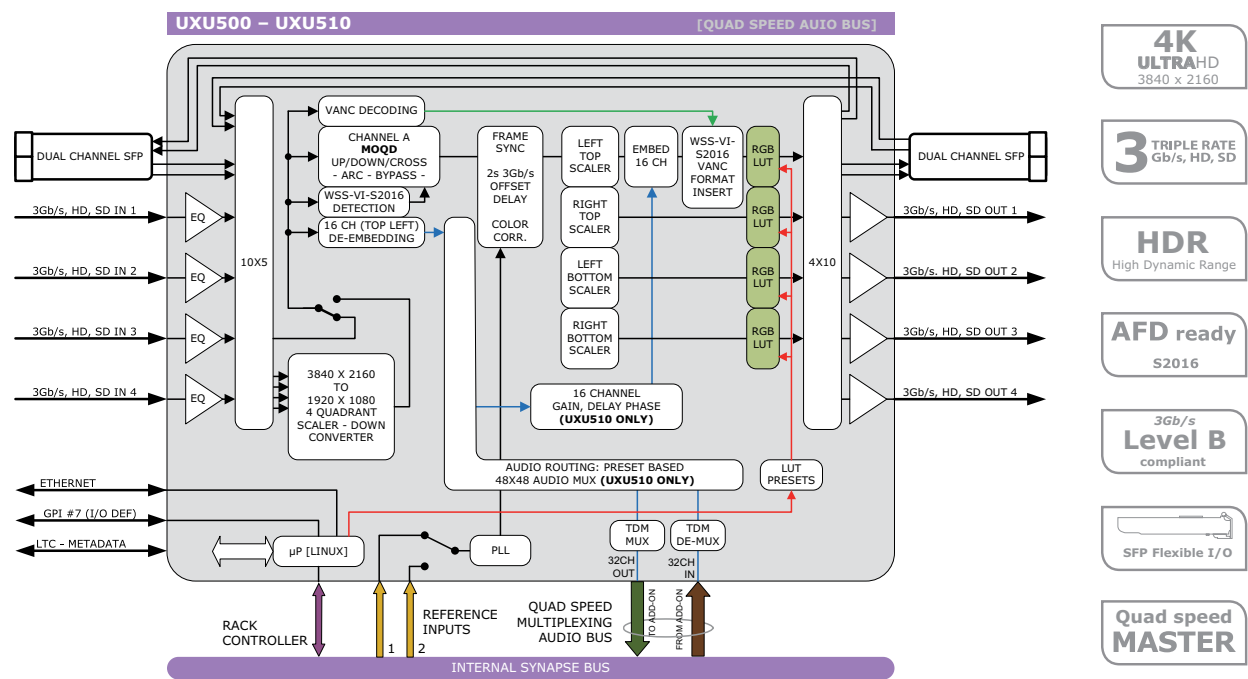 UXU500 – UXU510
[QUAD SPEED AUIO BUS]
DUAL CHANNEL SFP
3Gb/s, HD, SD IN 1
3Gb/s, HD, SD IN 2
3Gb/s, HD, SD IN 3
3Gb/s, HD, SD IN 4
ETHERNET
GPI #7 (I/O DEF)
LTC - METADATA
EQ
EQ
EQ
EQ
10X5
VANC DECODING
CHANNEL A
MOQD
UP/DOWN/CROSS
- ARC - BYPASS -
WSS-VI-S2016
DETECTION
16 CH (TOP LEFT)
DE-EMBEDDING
3840 X 2160
TO
1920 X 1080
4 QUADRANT
SCALER - DOWN
CONVERTER
FRAME
SYNC
2s 3Gb/s
OFFSET
DELAY
COLOR
CORR.
LEFT
TOP
SCALER
RIGHT
TOP
SCALER
LEFT
BOTTOM
SCALER
RIGHT
BOTTOM
SCALER
EMBED
16 CH
WSS-VI-
S2016
VANC
FORMAT
INSERT
RGB
LUT
RGB
LUT
RGB
LUT
RGB
LUT
4X10
DUAL CHANNEL SFP
3Gb/s, HD, SD OUT 1
3Gb/s, HD, SD OUT 2
3Gb/s, HD, SD OUT 3
3Gb/s, HD, SD OUT 4
16 CHANNEL
GAIN, DELAY PHASE
(UXU510 ONLY)
AUDIO ROUTING: PRESET BASED
48X48 AUDIO MUX (UXU510 ONLY)
LUT
PRESETS
µP [LINUX]
PLL
TDM
MUX
TDM
DE-MUX
32CH
OUT
32CH
IN
RACK
CONTROLLER
1
2
REFERENCE
INPUTS
QUAD SPEED
MULTIPLEXING
AUDIO BUS
TO ADD-ON
FROM ADD-ON
INTERNAL SYNAPSE BUS
4K
ULTRAHD
3840 x 2160
3 TRIPLE RATE
Gb/s, HD, SD
HDR
High Dynamic Range
AFD ready
S2016
3Gb/s
Level B
compliant
SFP Flexible I/O
Quad speed
MASTER